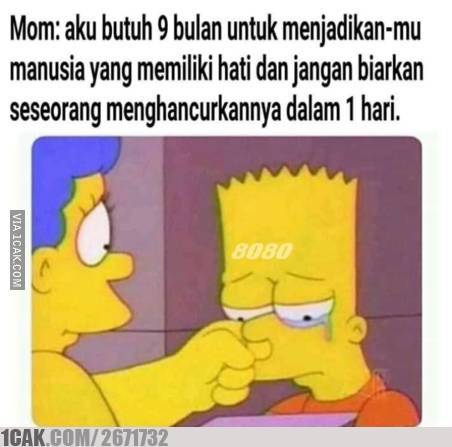 Mom: aku butuh 9 bulan untuk menjadikan-mu
manusia yang memiliki hati dan jangan biarkan
seseorang menghancurkannya dalam 1 hari.
VIA 1CAK.COM
8080
1CAK.COM/2671732